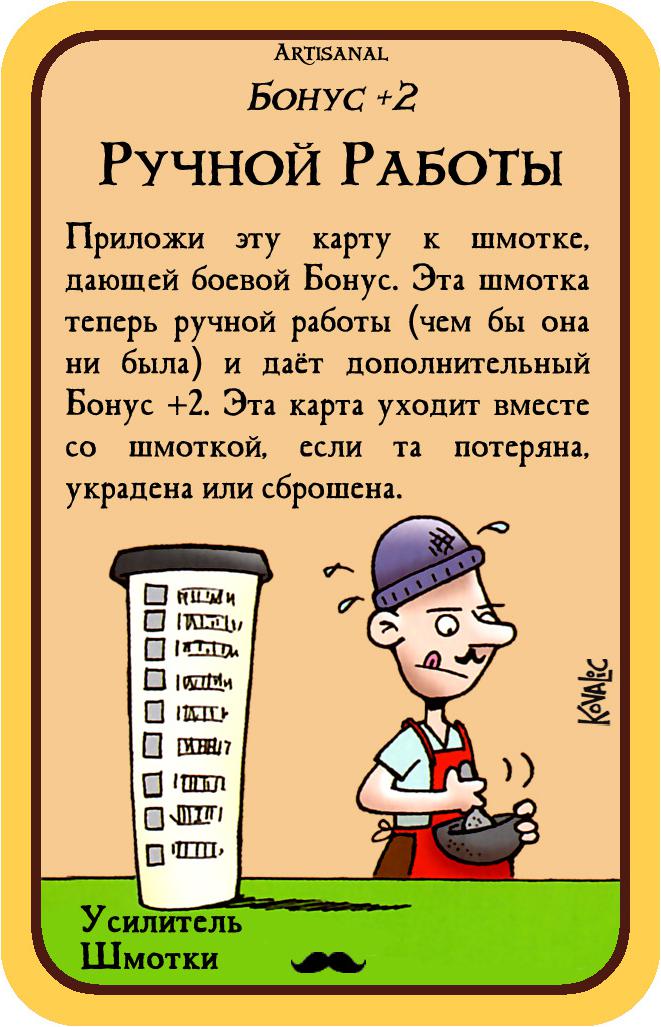 Artisanal
Бонус +2
Ручной Работы
Приложи эту карту к шмотке,
дающей боевой Бонус. Эта шмотка
теперь ручной работы (чем бы она
ни была) и даёт дополнительный
Бонус +2. Эта карта уходит вместе
со шмоткой, если та потеряна,
украдена или сброшена.
Kovalic
Усилитель
Шмотки